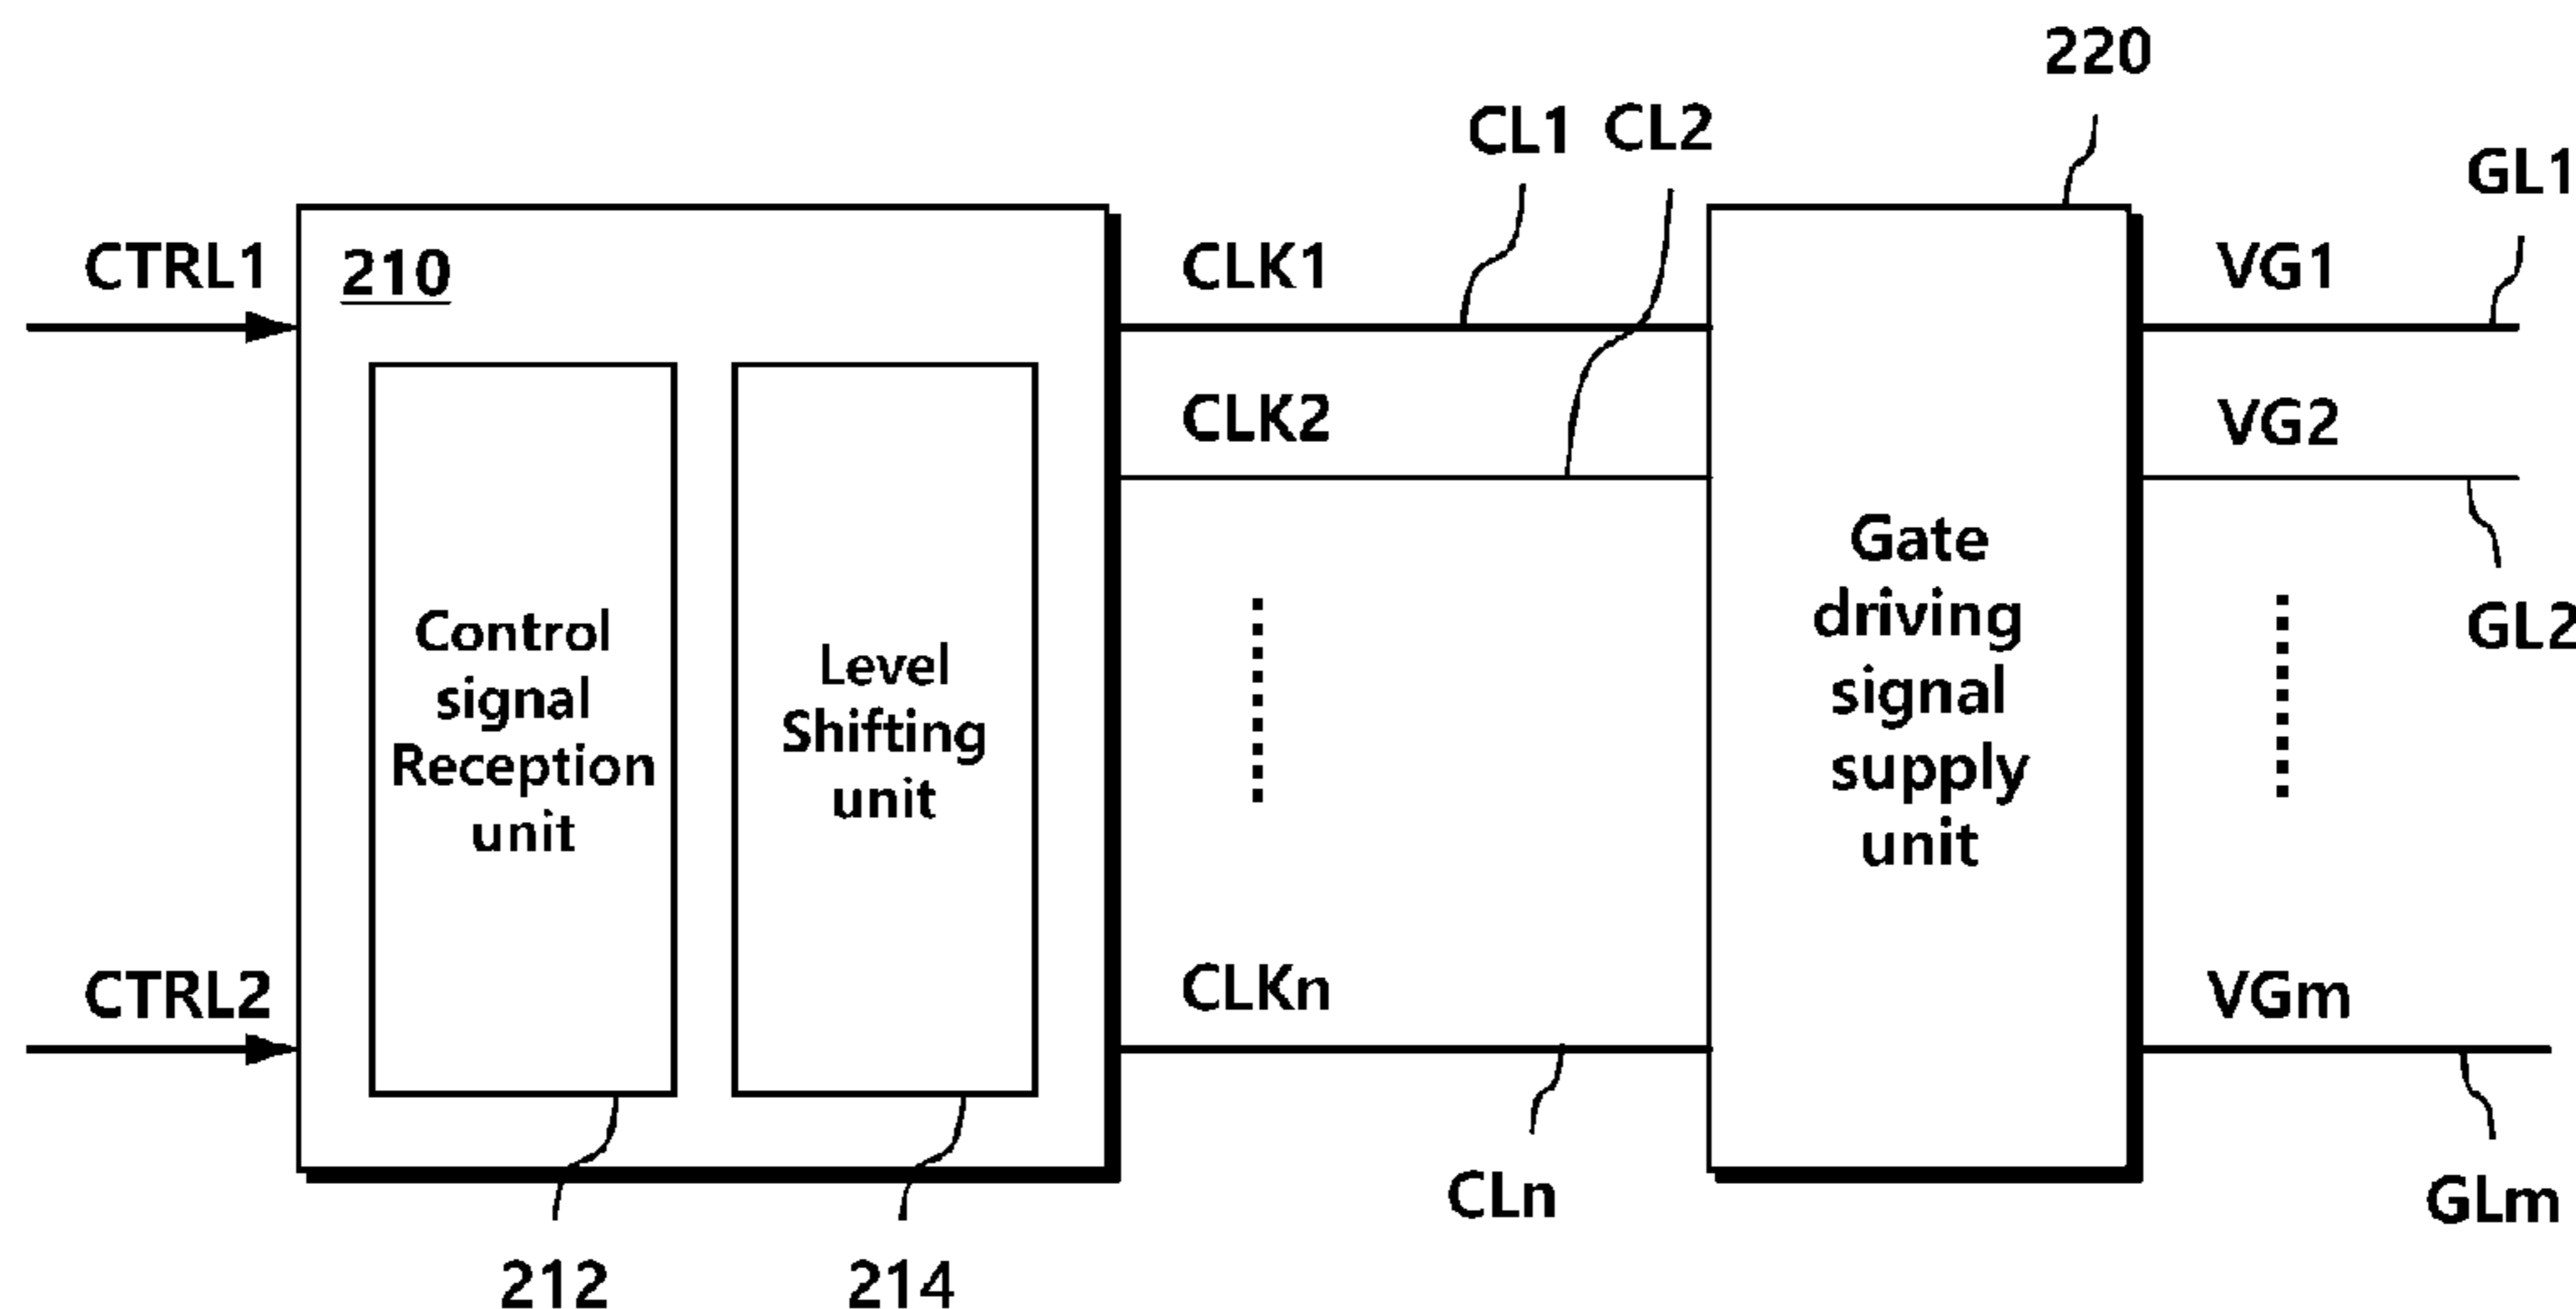 220
CL1 CL2
GL1
CTRL1
210
CLK1
VG1
CLK2
VG2
Control
signal
Reception
unit
Level
Shifting
unit
Gate
driving
signal
supply
unit
GL2
CTRL2
CLKn
VGm
CLn
GLm
212
214